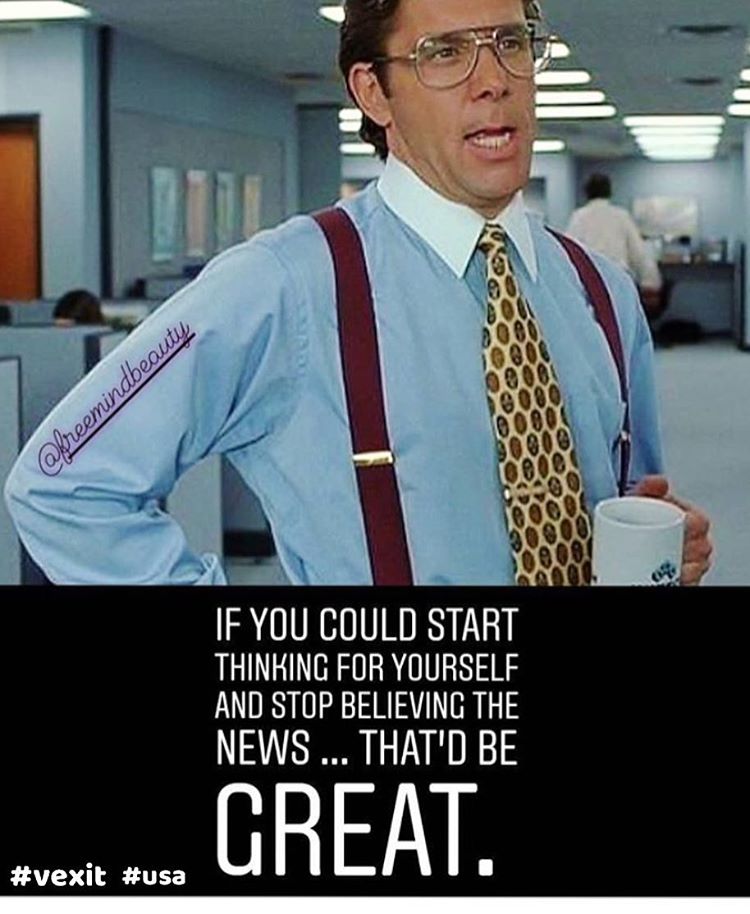 @freemindbeauty
IF YOU COULD START
THINKING FOR YOURSELF
AND STOP BELIEVING THE
NEWS ... THAT'D BE
GREAT.
#vexit #usa